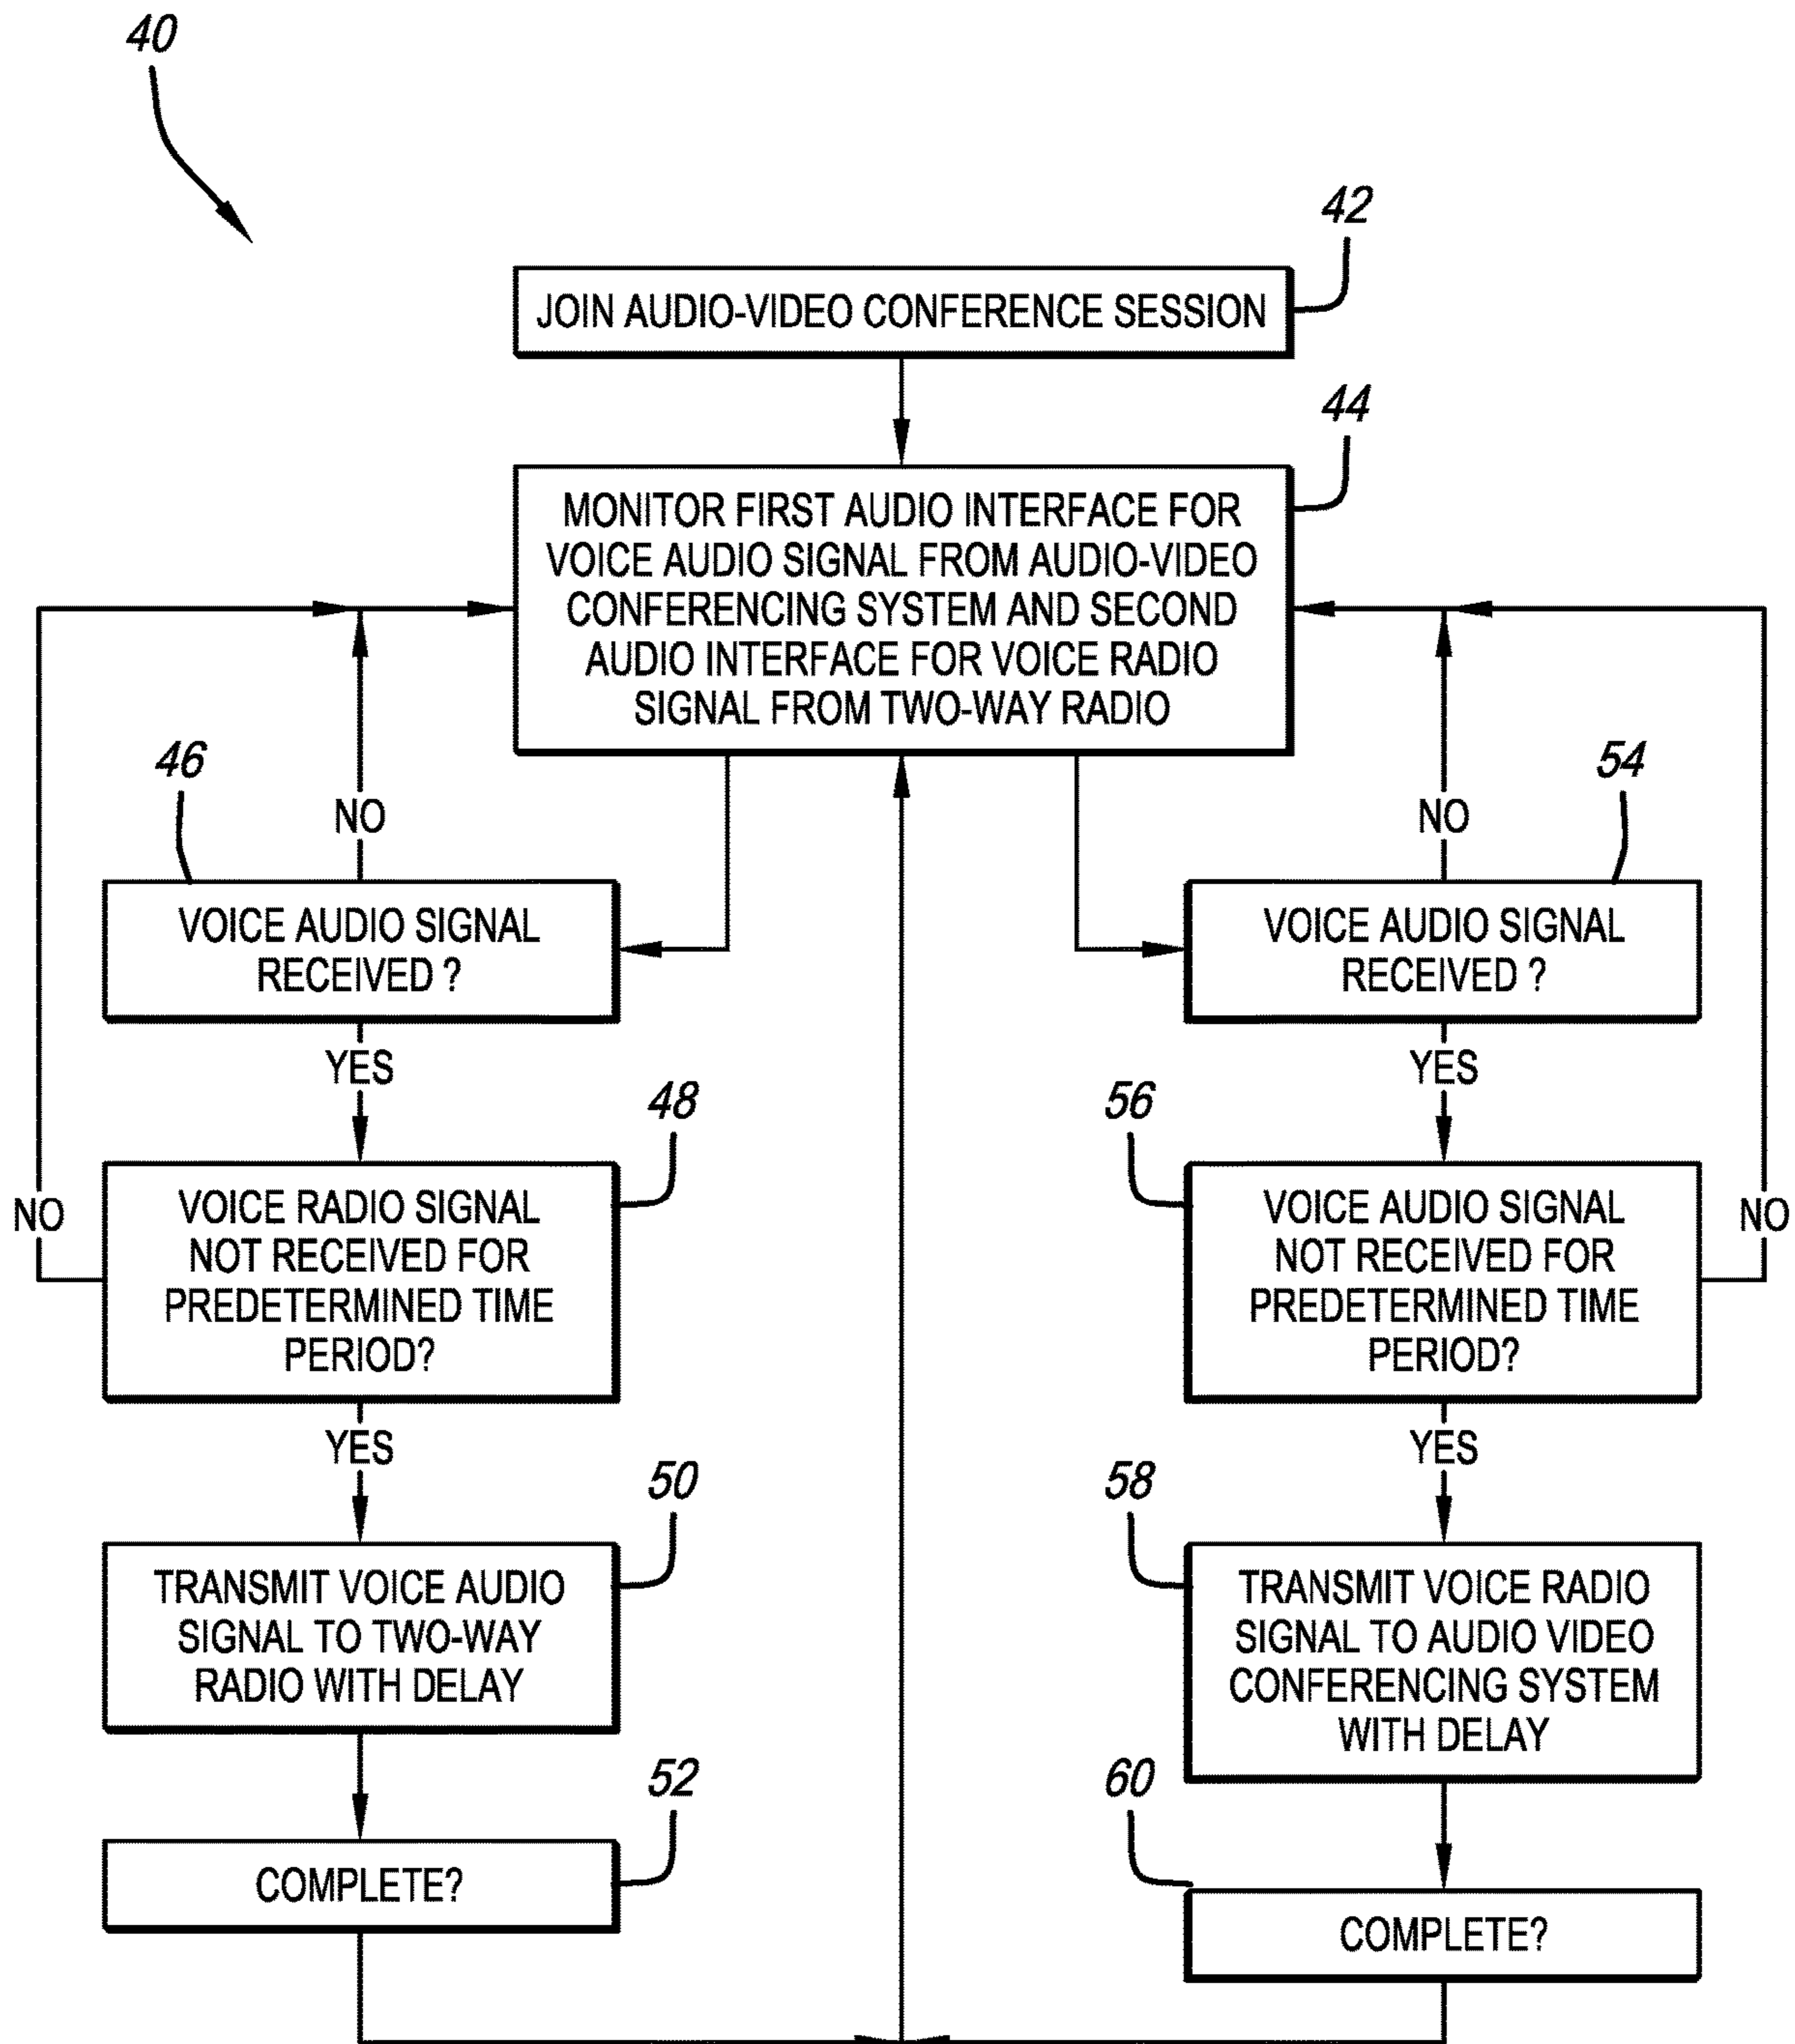 40
42
JOIN AUDIO-VIDEO CONFERENCE SESSION
44
MONITOR FIRST AUDIO INTERFACE FOR
VOICE AUDIO SIGNAL FROM AUDIO-VIDEO
CONFERENCING SYSTEM AND SECOND
AUDIO INTERFACE FOR VOICE RADIO
SIGNAL FROM TWO-WAY RADIO
46
NO
VOICE AUDIO SIGNAL
RECEIVED ?
YES
48
NO
VOICE RADIO SIGNAL
NOT RECEIVED FOR
PREDETERMINED TIME
PERIOD?
YES
50
TRANSMIT VOICE AUDIO
SIGNAL TO TWO-WAY
RADIO WITH DELAY
52
COMPLETE?
54
NO
VOICE AUDIO SIGNAL
RECEIVED ?
YES
56
NO
VOICE AUDIO SIGNAL
NOT RECEIVED FOR
PREDETERMINED TIME
PERIOD?
YES
58
TRANSMIT VOICE RADIO
SIGNAL TO AUDIO VIDEO
CONFERENCING SYSTEM
WITH DELAY
60
COMPLETE?